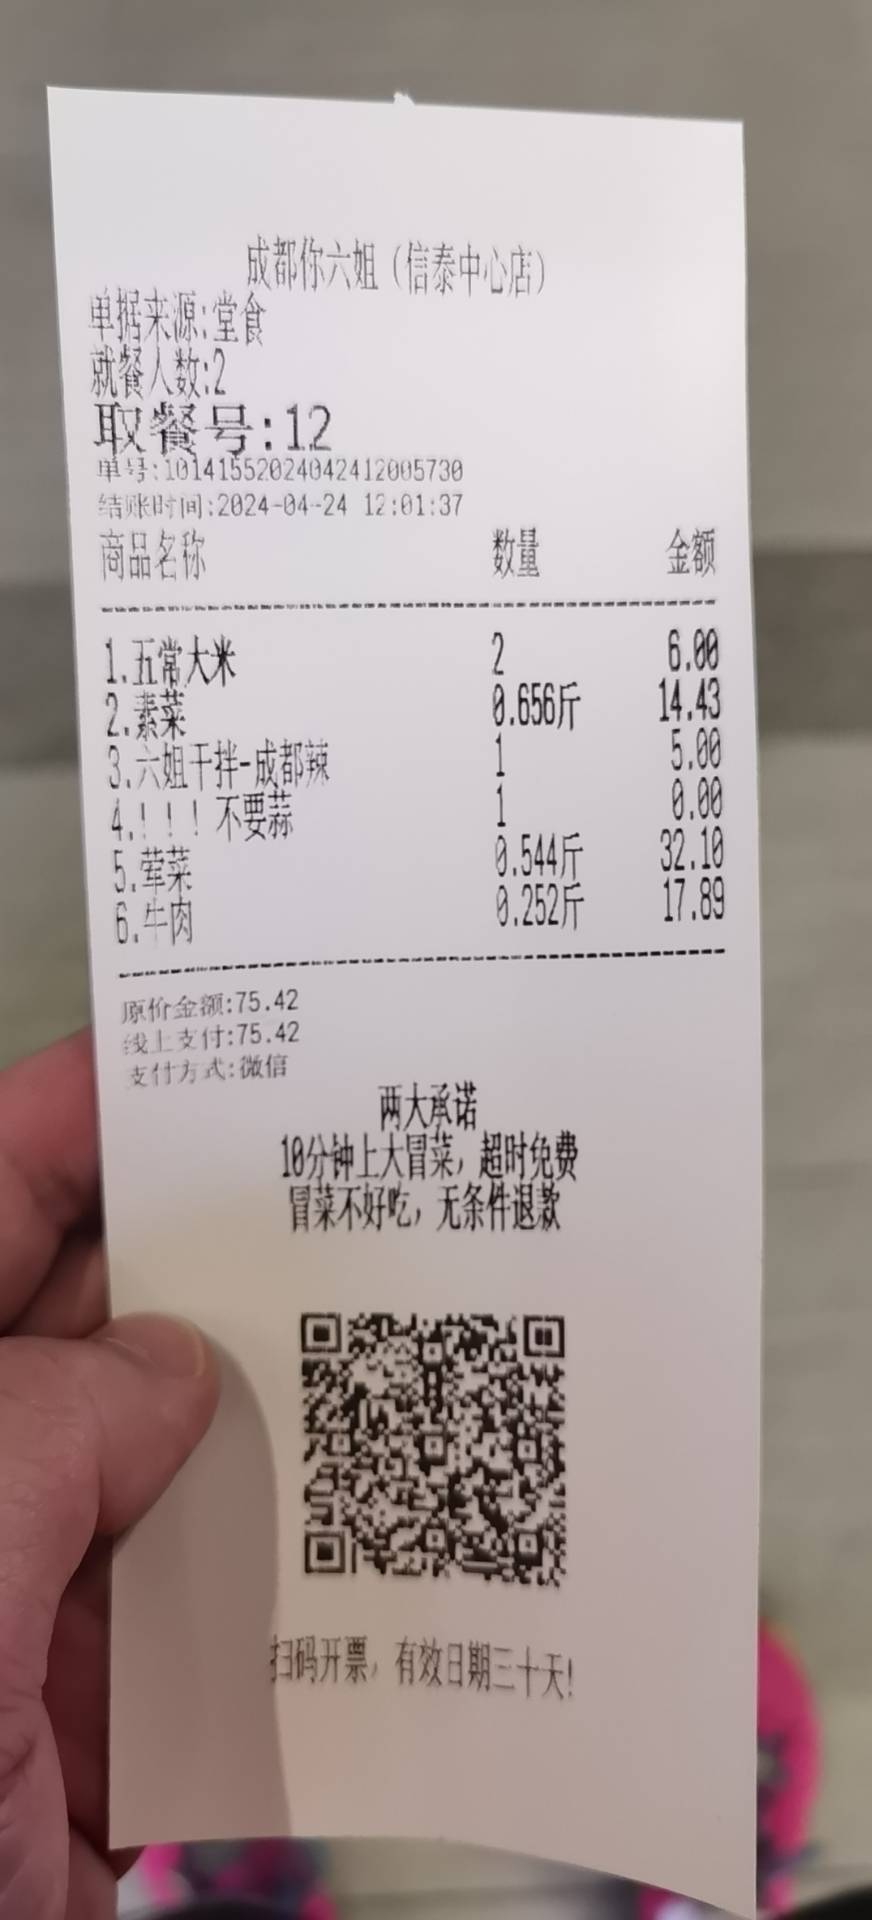 成都你六姐（信泰中心店）
单据来源:堂食
就餐人数:2
取餐号:12
单号:10141552024042412005730
结账时间:2024-04-24 12:01:37
商品名称 数量 金额
1.五常大米 2 6.00
2.素菜 0.656斤 14.43
3.六姐干拌-成都辣 1 5.00
4.！！！不要蒜 1 0.00
5.荤菜 0.544斤 32.10
6.牛肉 0.252斤 17.89
原价金额:75.42
线上支付:75.42
支付方式:微信
两大承诺
10分钟上大冒菜，超时免费
冒菜不好吃，无条件退款
扫码开票，有效日期三十天!